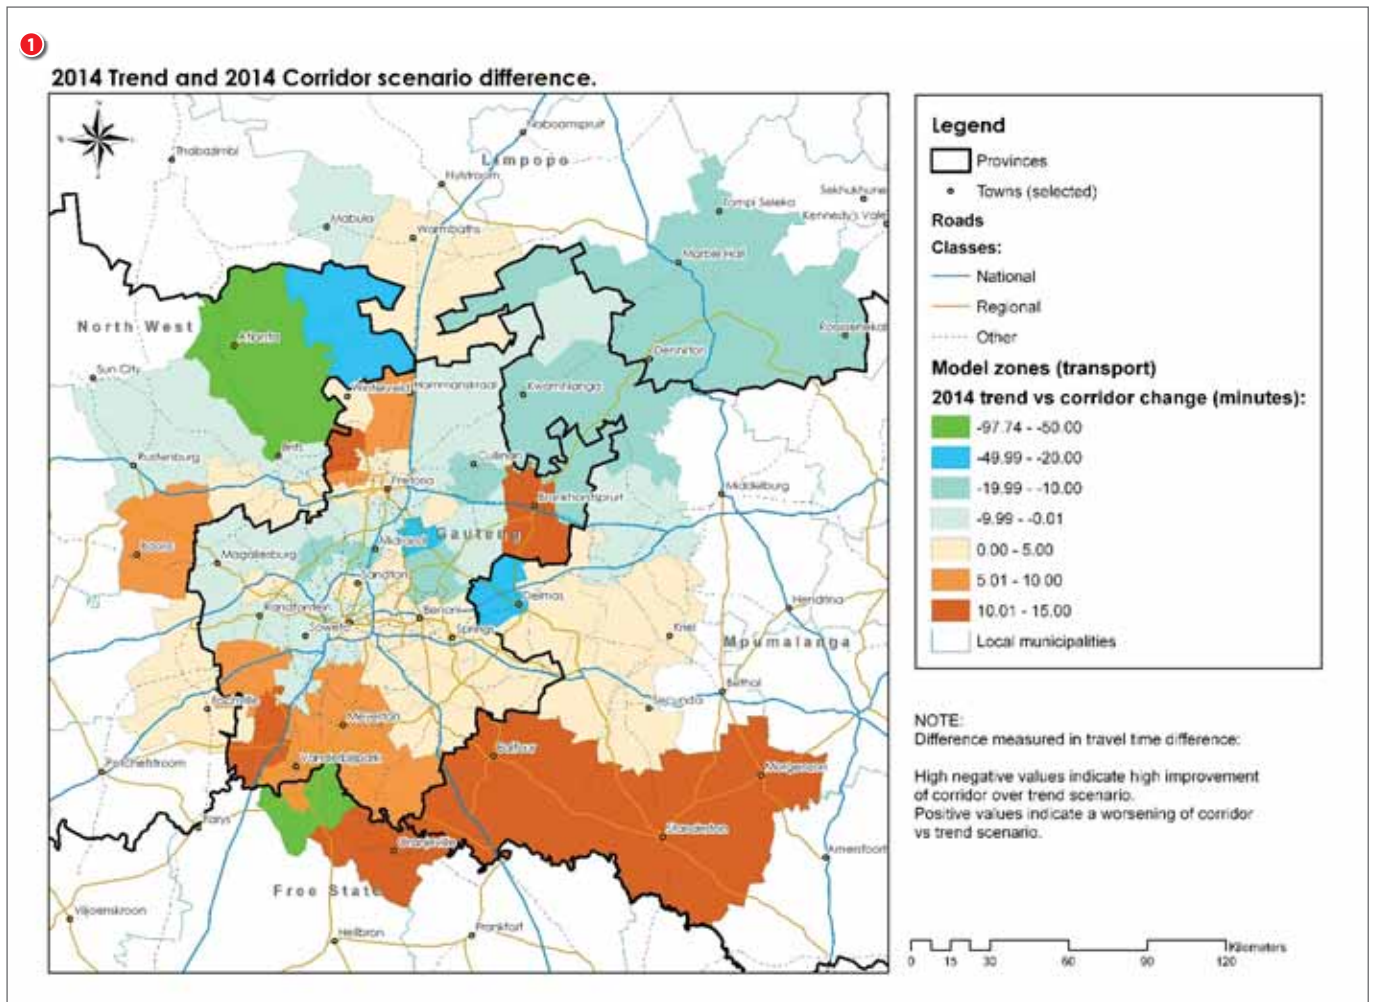 1
2014 Trend and 2014 Corridor scenario difference.
Naboomspruit
Thabazimbi
Limpopo
Nylstroom
Sekhukhune
Tompi Seleka
Kennedy's Vale
Mabula
Warmbaths
Marble Hall
North West
Atlanta
Roossenekal
Dennilton
Sun City
Winterveld
Hammanskraal
Kwamhlanga
Brits
Rustenburg
Cullinan
Pretoria
Middelburg
Bronkhorstspruit
Gauteng
Koster
Midrand
Magaliesburg
Sandton
Delmas
Hendrina
Randfontein
Benoni
Soweto
Springs
Kriel
Mpumalanga
Bethal
Secunda
Fochville
Meyerton
Balfour
Vanderbijlpark
Potchefstroom
Morgenzon
Parys
Standerton
Oranjeville
Amersfoort
Free State
Viljoenskroon
Heilbron
Frankfort
Legend
Provinces
Towns (selected)
Roads
Classes:
National
Regional
Other
Model zones (transport)
2014 trend vs corridor change (minutes):
-97.74 - -50.00
-49.99 - -20.00
-19.99 - -10.00
-9.99 - -0.01
0.00 - 5.00
5.01 - 10.00
10.01 - 15.00
Local municipalities
NOTE:
Difference measured in travel time difference:
High negative values indicate high improvement
of corridor over trend scenario.
Positive values indicate a worsening of corridor
vs trend scenario.
Kilometers
0 15 30 60 90 120